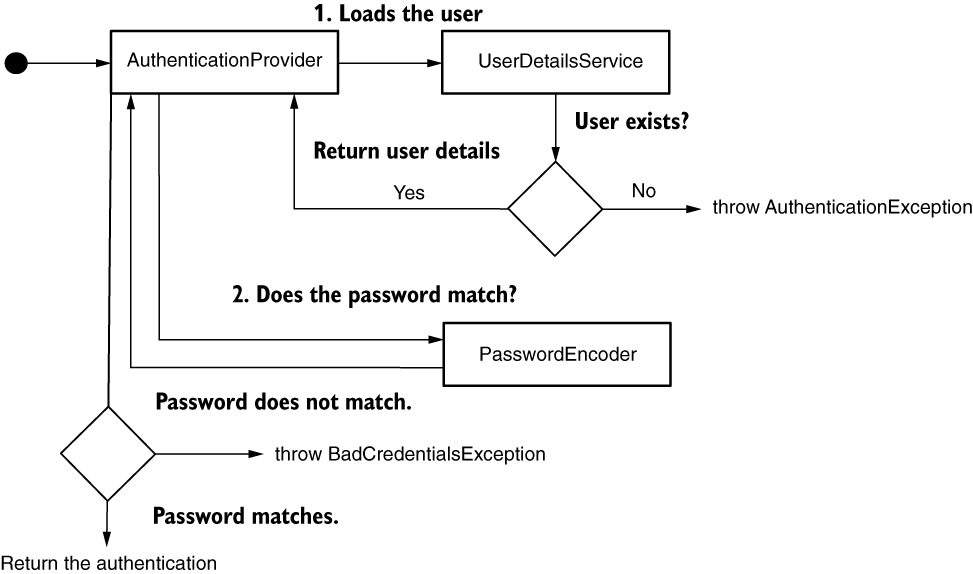 1. Loads the user
AuthenticationProvider
UserDetailsService
User exists?
Return user details
Yes
No
throw AuthenticationException
2. Does the password match?
PasswordEncoder
Password does not match.
throw BadCredentialsException
Password matches.
Return the authentication